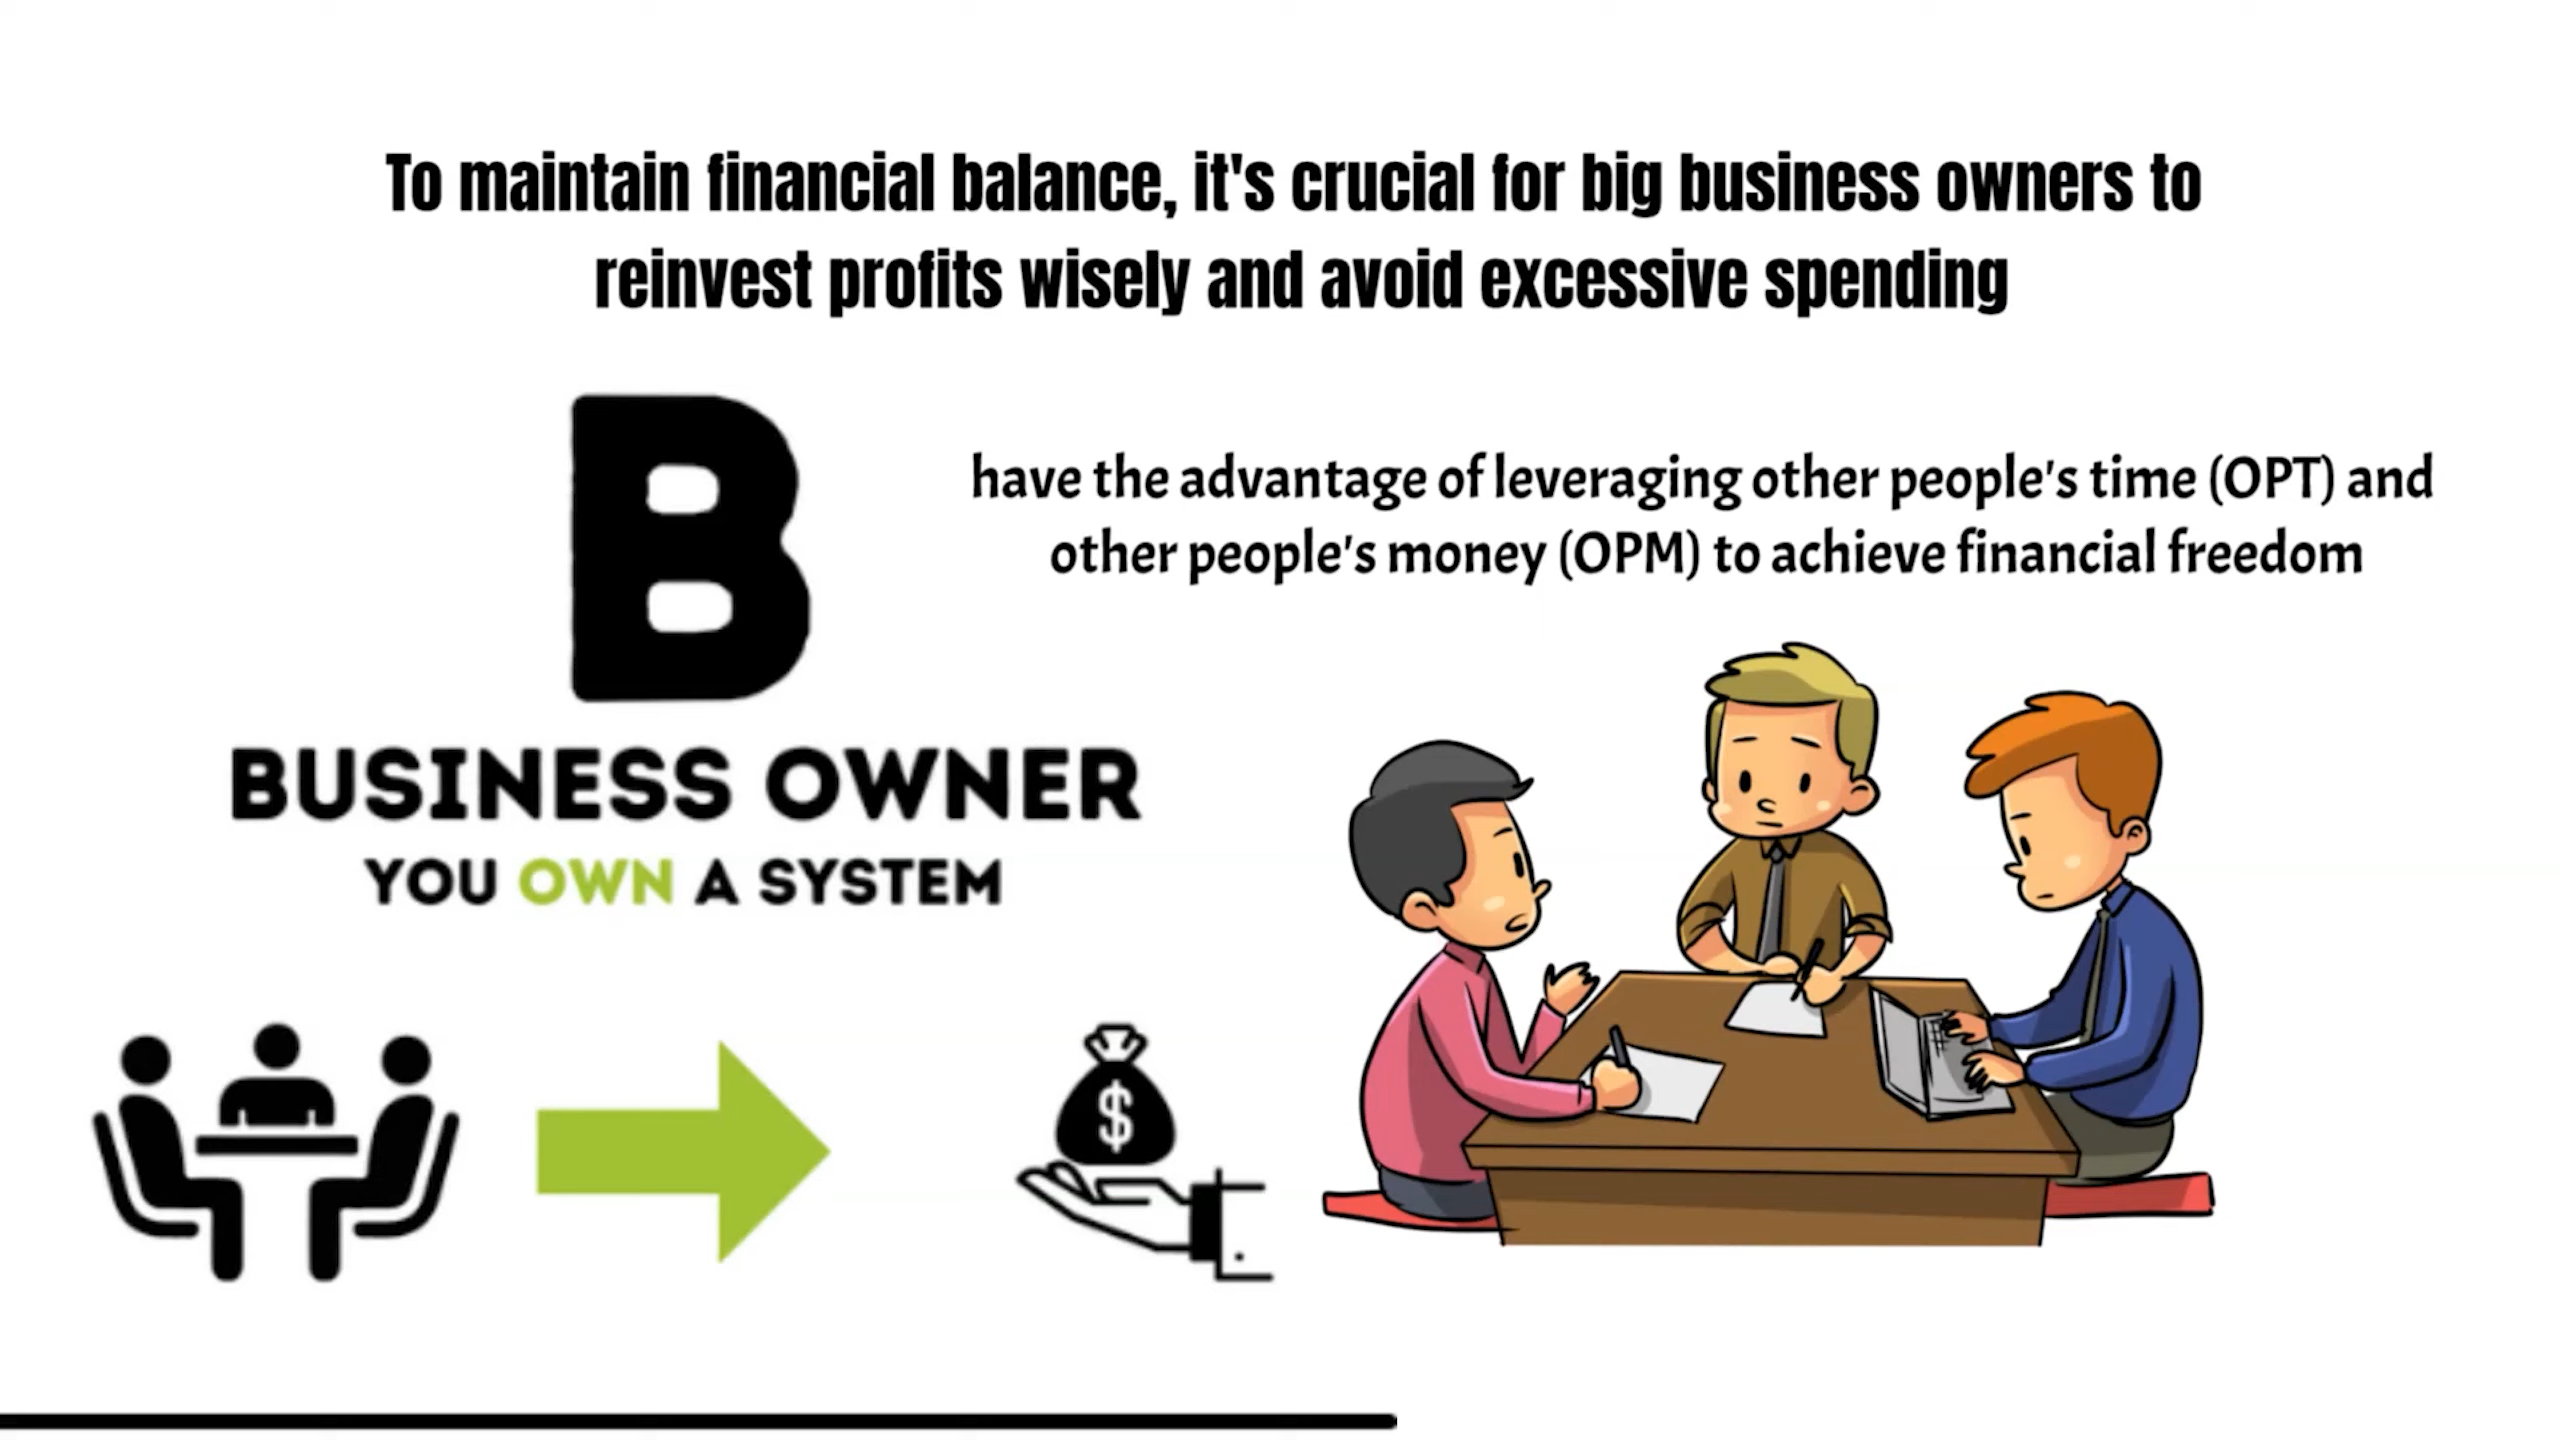 To maintain financial balance, it's crucial for big business owners to
reinvest profits wisely and avoid excessive spending
B
have the advantage of leveraging other people's time (OPT) and
other people's money (OPM) to achieve financial freedom
BUSINESS OWNER
YOU OWN A SYSTEM
$